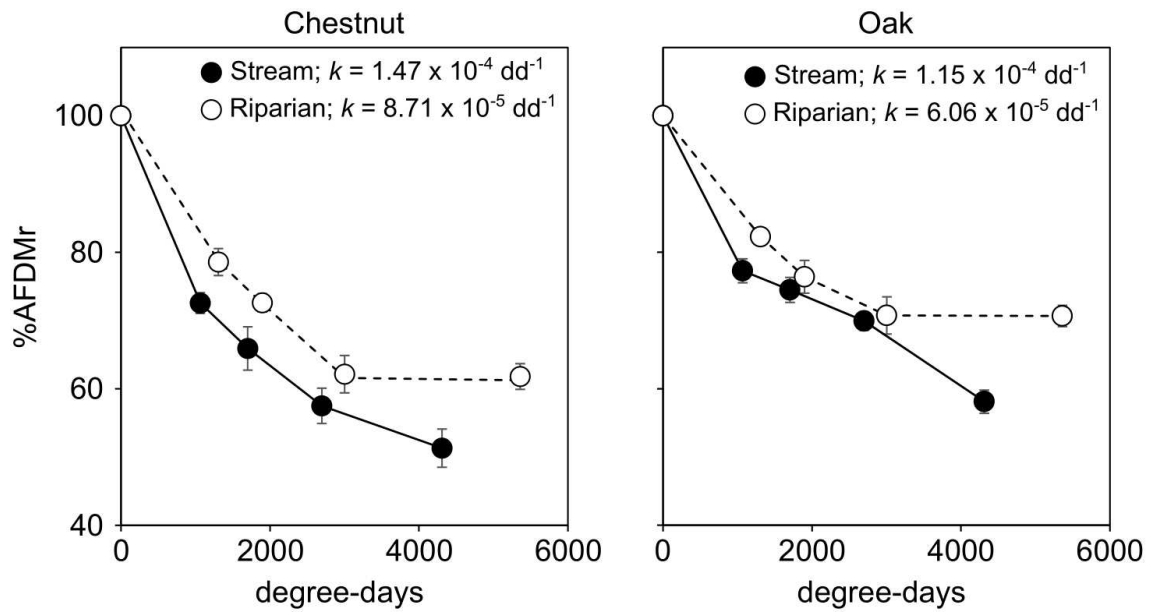 Chestnut
Stream; k = 1.47 x 10⁻⁴ dd⁻¹
Riparian; k = 8.71 x 10⁻⁵ dd⁻¹
%AFDMr
100
80
60
40
0 2000 4000 6000
degree-days
Oak
Stream; k = 1.15 x 10⁻⁴ dd⁻¹
Riparian; k = 6.06 x 10⁻⁵ dd⁻¹
0 2000 4000 6000
degree-days